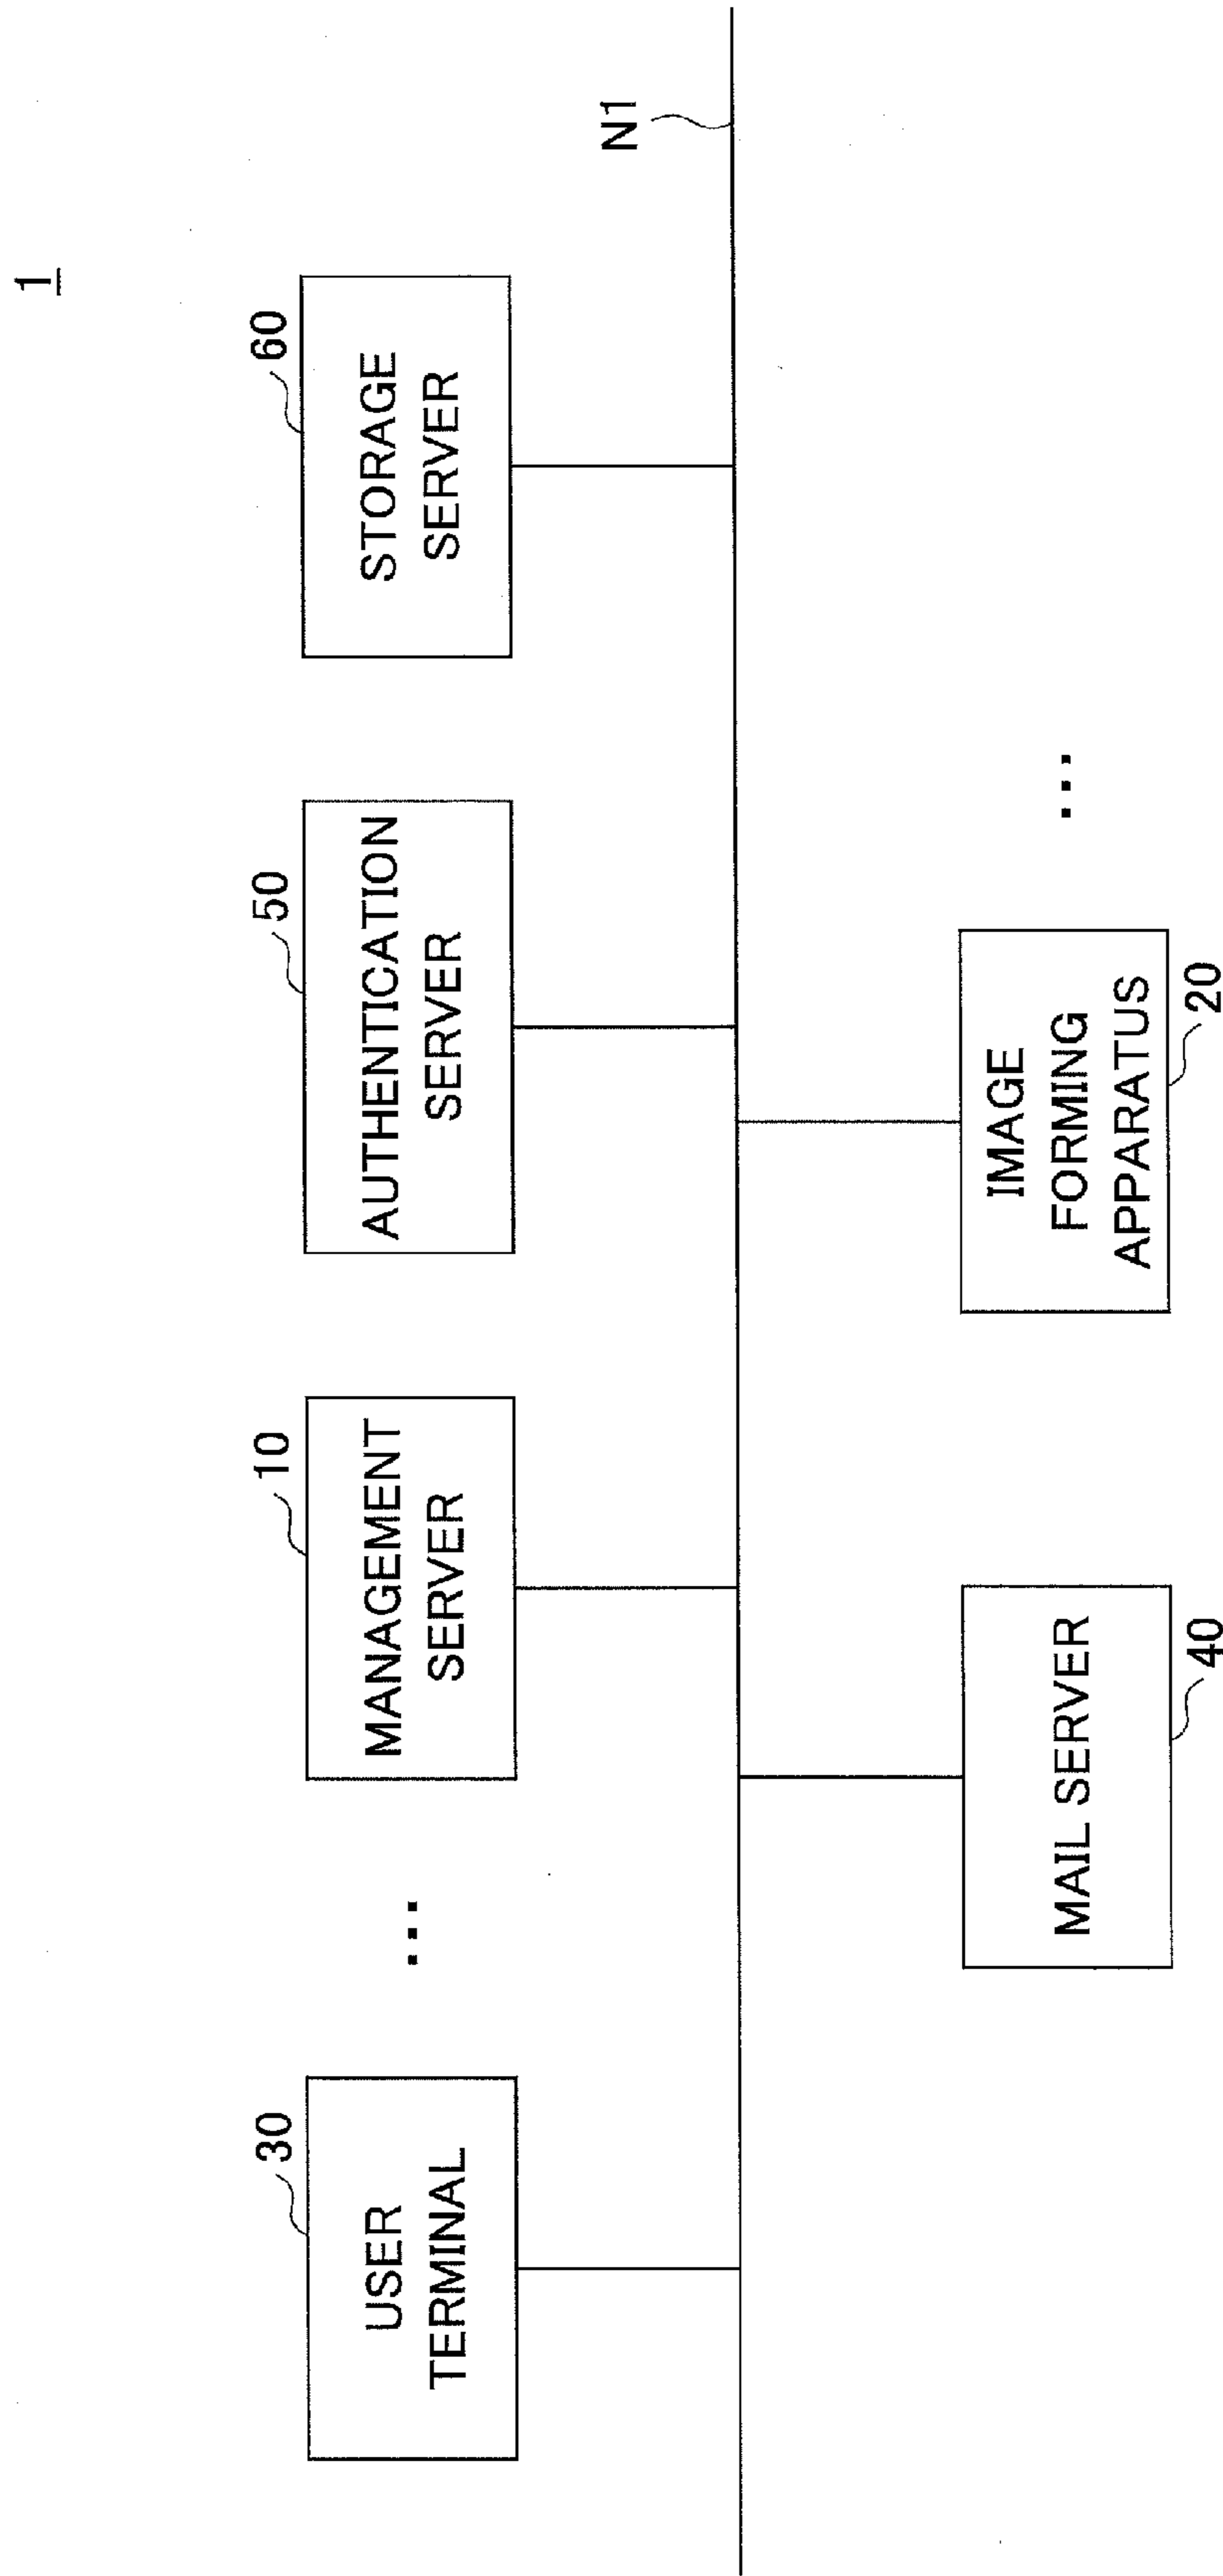 1
30
USER
TERMINAL
...
10
MANAGEMENT
SERVER
50
AUTHENTICATION
SERVER
60
STORAGE
SERVER
N1
MAIL SERVER
40
IMAGE
FORMING
APPARATUS
20
...